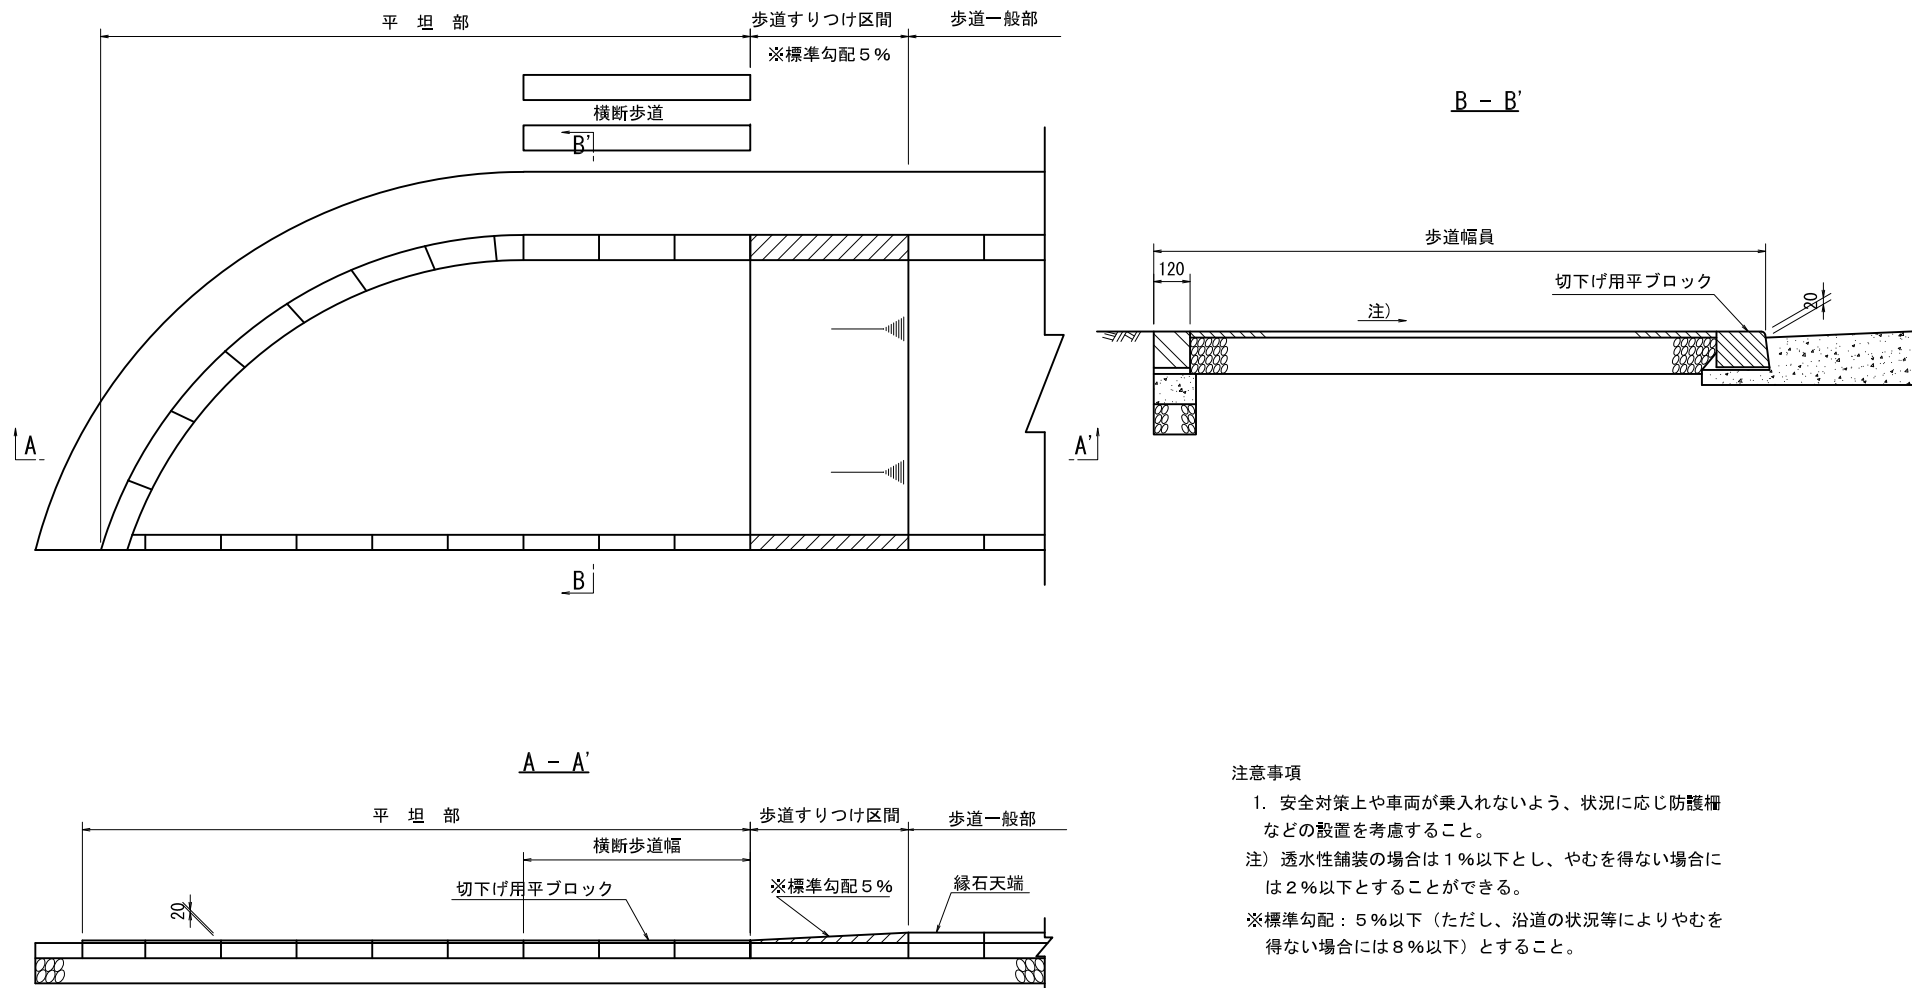 平 坦 部
歩道すりつけ区間
歩道一般部
※標準勾配5%
横断歩道
B'
A
A'
B
B - B'
歩道幅員
120
切下げ用平ブロック
20
注)
A - A'
平 坦 部
歩道すりつけ区間
歩道一般部
横断歩道幅
切下げ用平ブロック
※標準勾配5%
縁石天端
20
注意事項
1. 安全対策上や車両が乗入れないよう、状況に応じ防護柵
などの設置を考慮すること。
注) 透水性舗装の場合は1%以下とし、やむを得ない場合に
は2%以下とすることができる。
※標準勾配:5%以下(ただし、沿道の状況等によりやむを
得ない場合には8%以下)とすること。